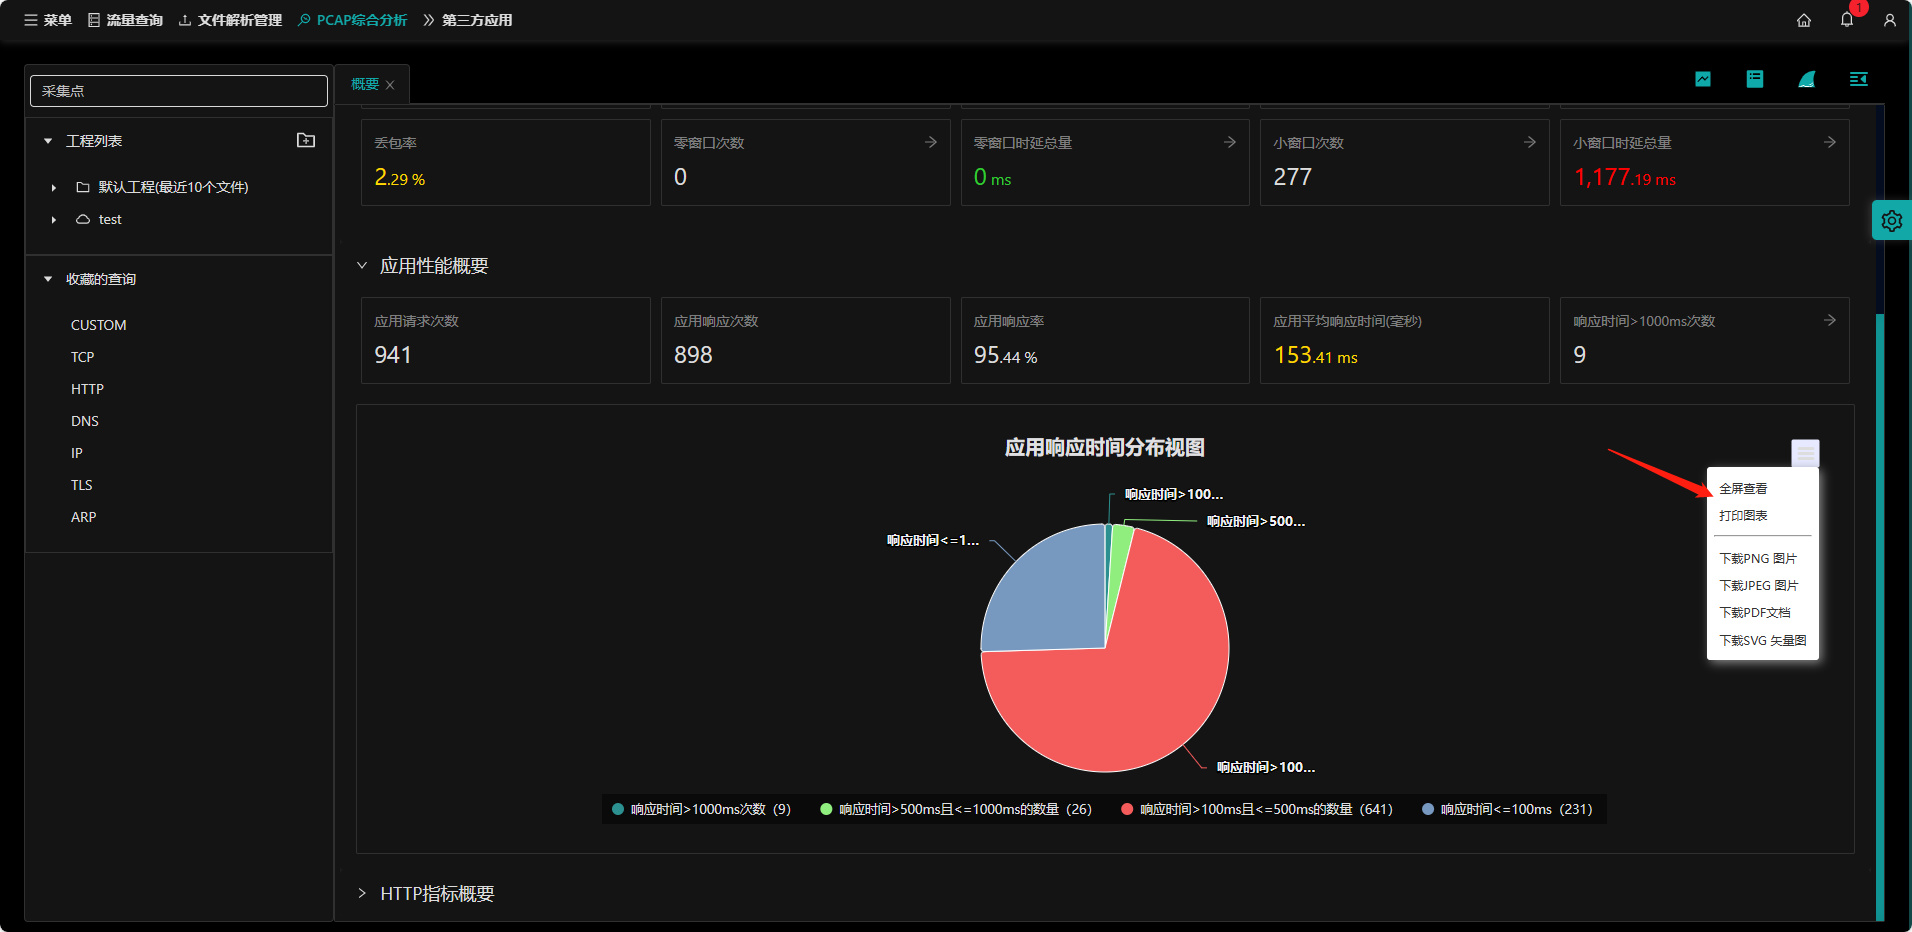 菜单 流量查询 文件解析管理 PCAP综合分析 第三方应用 1
采集点
概要
工程列表
默认工程(最近10个文件)
test
收藏的查询
CUSTOM
TCP
HTTP
DNS
IP
TLS
ARP
丢包率 零窗口次数 零窗口时延总量 小窗口次数 小窗口时延总量
2.29 % 0 0 ms 277 1,177.19 ms
应用性能概要
应用请求次数 应用响应次数 应用响应率 应用平均响应时间(毫秒) 响应时间>1000ms次数
941 898 95.44 % 153.41 ms 9
应用响应时间分布视图
响应时间>100...
响应时间>500...
响应时间<=1...
响应时间>100...
全屏查看
打印图表
下载PNG 图片
下载JPEG 图片
下载PDF文档
下载SVG 矢量图
响应时间>1000ms次数（9） 响应时间>500ms且<=1000ms的数量（26） 响应时间>100ms且<=500ms的数量（641） 响应时间<=100ms（231）
HTTP指标概要